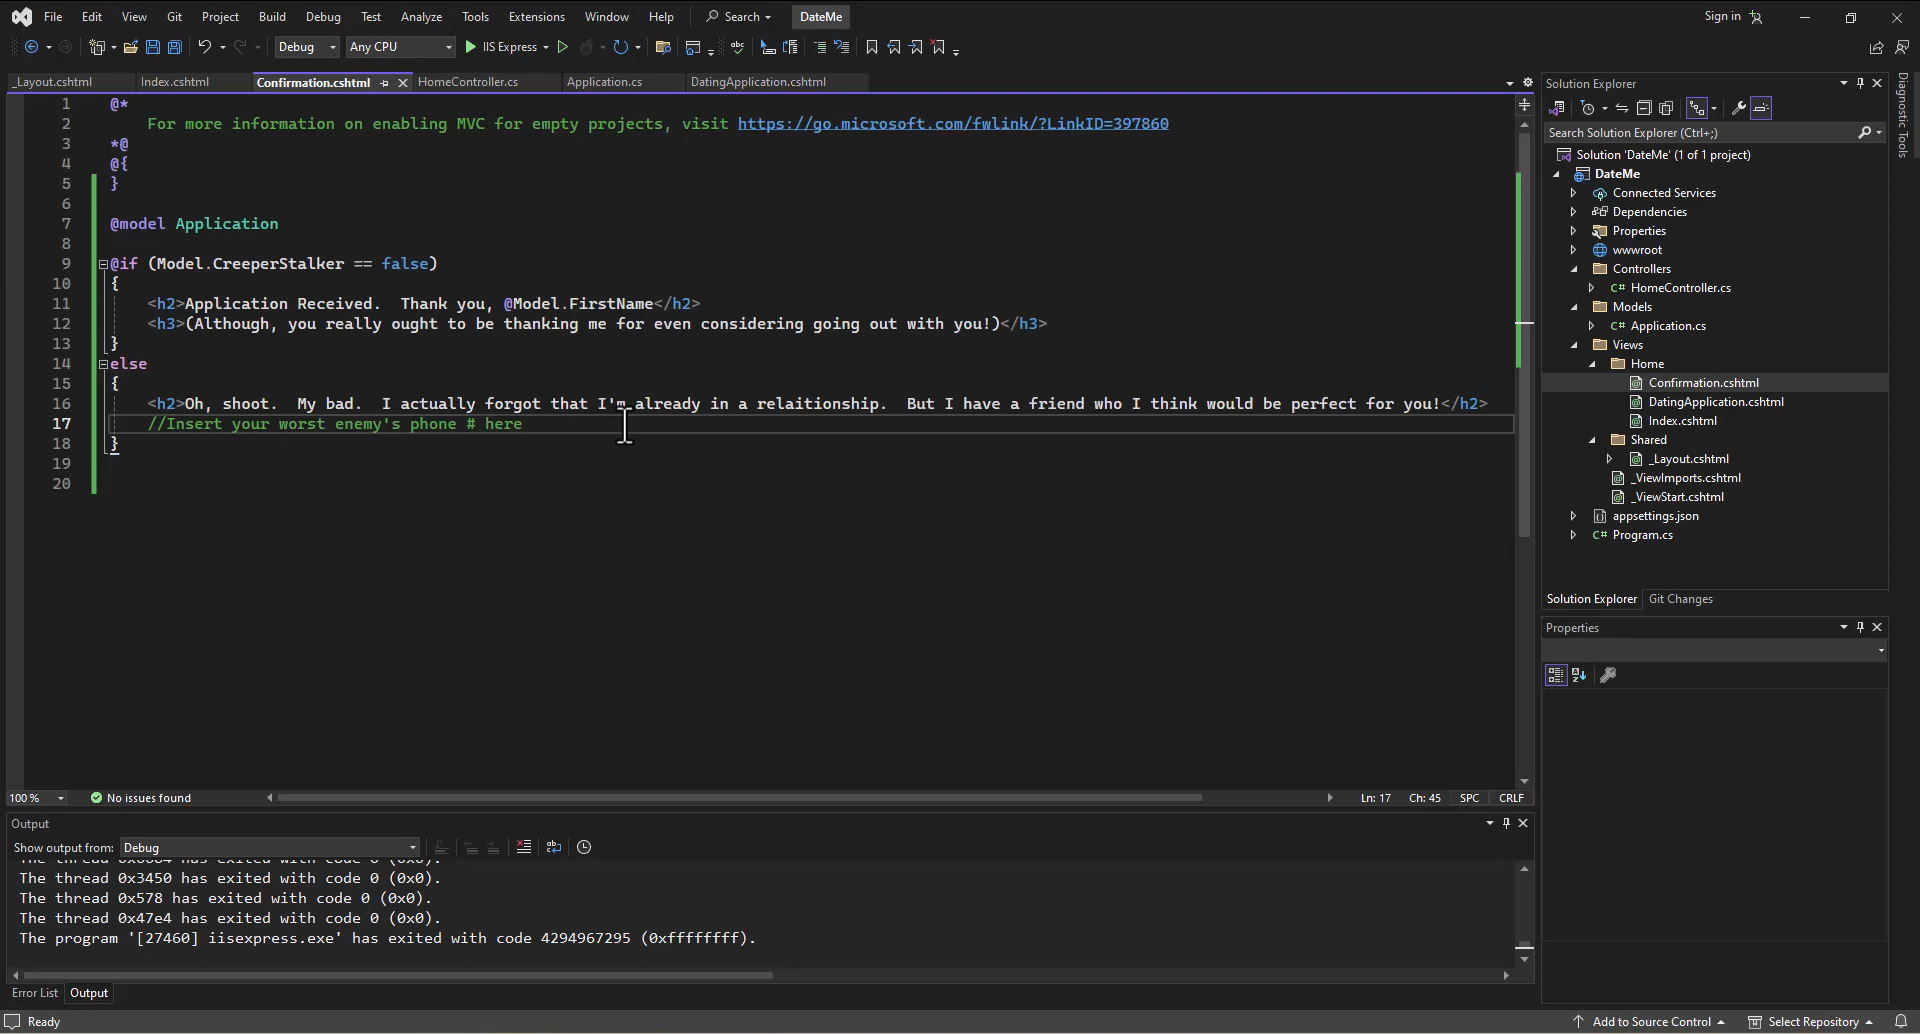 File Edit View Git Project Build Debug Test Analyze Tools Extensions Window Help Search DateMe Sign in
Debug Any CPU IIS Express
_Layout.cshtml Index.cshtml Confirmation.cshtml HomeController.cs Application.cs DatingApplication.cshtml
1 @*
2 For more information on enabling MVC for empty projects, visit https://go.microsoft.com/fwlink/?LinkID=397860
3 *@
4 @{
5 }
6
7 @model Application
8
9 @if (Model.CreeperStalker == false)
10 {
11 <h2>Application Received.  Thank you, @Model.FirstName</h2>
12 <h3>(Although, you really ought to be thanking me for even considering going out with you!)</h3>
13 }
14 else
15 {
16 <h2>Oh, shoot.  My bad.  I actually forgot that I'm already in a relaitionship.  But I have a friend who I think would be perfect for you!</h2>
17 //Insert your worst enemy's phone # here
18 }
19
20
100 % No issues found Ln: 17 Ch: 45 SPC CRLF
Output
Show output from: Debug
The thread 0x3450 has exited with code 0 (0x0).
The thread 0x578 has exited with code 0 (0x0).
The thread 0x47e4 has exited with code 0 (0x0).
The program '[27460] iisexpress.exe' has exited with code 4294967295 (0xffffffff).
Error List Output
Ready
Solution Explorer
Search Solution Explorer (Ctrl+;)
Solution 'DateMe' (1 of 1 project)
DateMe
Connected Services
Dependencies
Properties
wwwroot
Controllers
C# HomeController.cs
Models
C# Application.cs
Views
Home
Confirmation.cshtml
DatingApplication.cshtml
Index.cshtml
Shared
_Layout.cshtml
_ViewImports.cshtml
_ViewStart.cshtml
appsettings.json
C# Program.cs
Solution Explorer Git Changes
Properties
Diagnostic Tools
Add to Source Control Select Repository